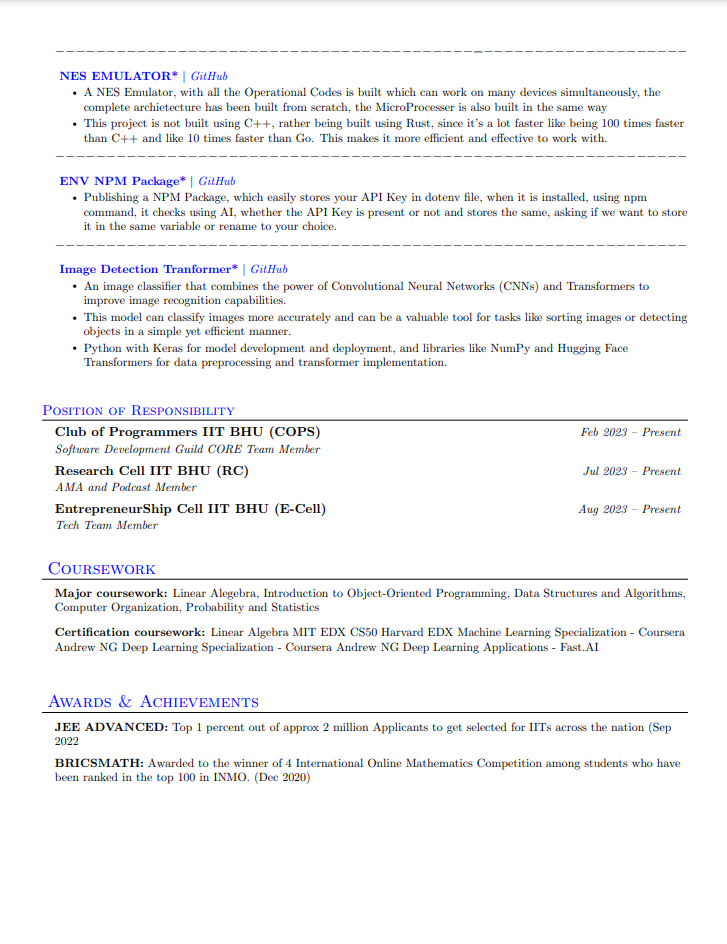 NES EMULATOR* | GitHub
• A NES Emulator, with all the Operational Codes is built which can work on many devices simultaneously, the
complete archietecture has been built from scratch, the MicroProcesser is also built in the same way
• This project is not built using C++, rather being built using Rust, since it's a lot faster like being 100 times faster
than C++ and like 10 times faster than Go. This makes it more efficient and effective to work with.
ENV NPM Package* | GitHub
• Publishing a NPM Package, which easily stores your API Key in dotenv file, when it is installed, using npm
command, it checks using AI, whether the API Key is present or not and stores the same, asking if we want to store
it in the same variable or rename to your choice.
Image Detection Tranformer* | GitHub
• An image classifier that combines the power of Convolutional Neural Networks (CNNs) and Transformers to
improve image recognition capabilities.
• This model can classify images more accurately and can be a valuable tool for tasks like sorting images or detecting
objects in a simple yet efficient manner.
• Python with Keras for model development and deployment, and libraries like NumPy and Hugging Face
Transformers for data preprocessing and transformer implementation.
Position of Responsibility
Club of Programmers IIT BHU (COPS) Feb 2023 – Present
Software Development Guild CORE Team Member
Research Cell IIT BHU (RC) Jul 2023 – Present
AMA and Podcast Member
EntrepreneurShip Cell IIT BHU (E-Cell) Aug 2023 – Present
Tech Team Member
Coursework
Major coursework: Linear Alegebra, Introduction to Object-Oriented Programming, Data Structures and Algorithms,
Computer Organization, Probability and Statistics
Certification coursework: Linear Algebra MIT EDX CS50 Harvard EDX Machine Learning Specialization - Coursera
Andrew NG Deep Learning Specialization - Coursera Andrew NG Deep Learning Applications - Fast.AI
Awards & Achievements
JEE ADVANCED: Top 1 percent out of approx 2 million Applicants to get selected for IITs across the nation (Sep
2022
BRICSMATH: Awarded to the winner of 4 International Online Mathematics Competition among students who have
been ranked in the top 100 in INMO. (Dec 2020)